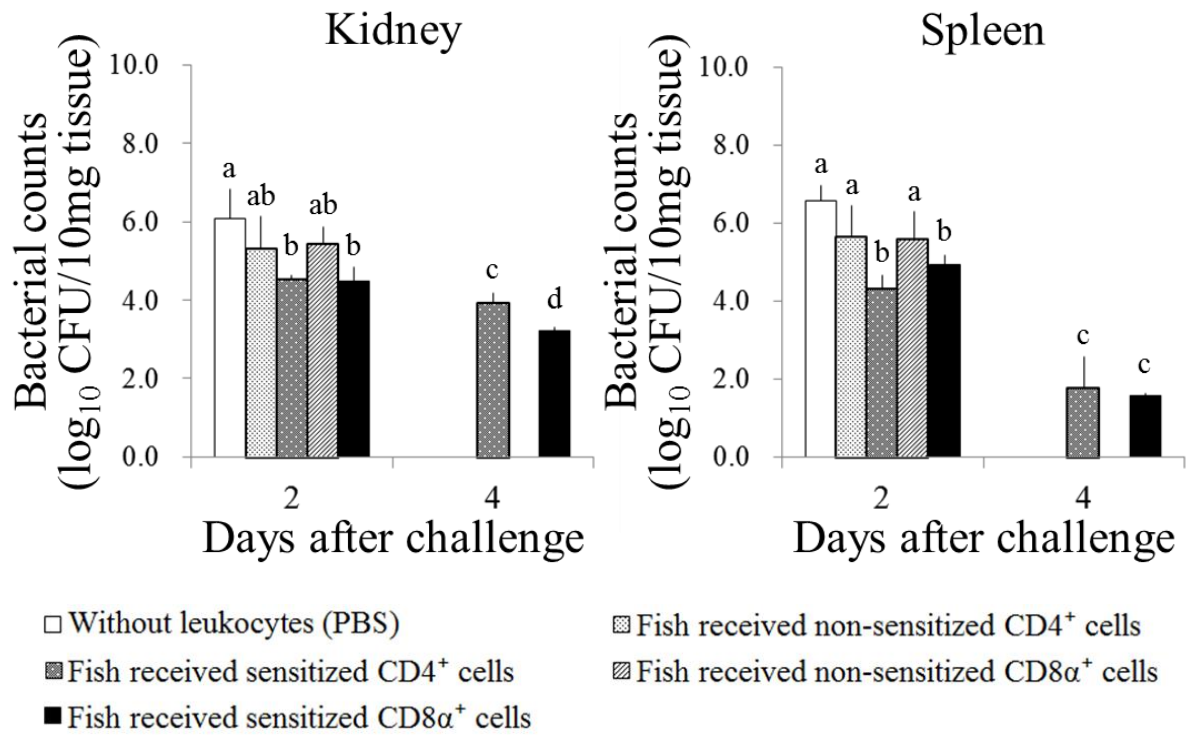 Kidney
Bacterial counts
(log10 CFU/10mg tissue)
10.0
8.0
6.0
4.0
2.0
0.0
a
ab
b
ab
b
c
d
2
4
Days after challenge
Spleen
Bacterial counts
(log10 CFU/10mg tissue)
10.0
8.0
6.0
4.0
2.0
0.0
a
a
b
a
b
c
c
2
4
Days after challenge
Without leukocytes (PBS)
Fish received non-sensitized CD4+ cells
Fish received sensitized CD4+ cells
Fish received non-sensitized CD8α+ cells
Fish received sensitized CD8α+ cells